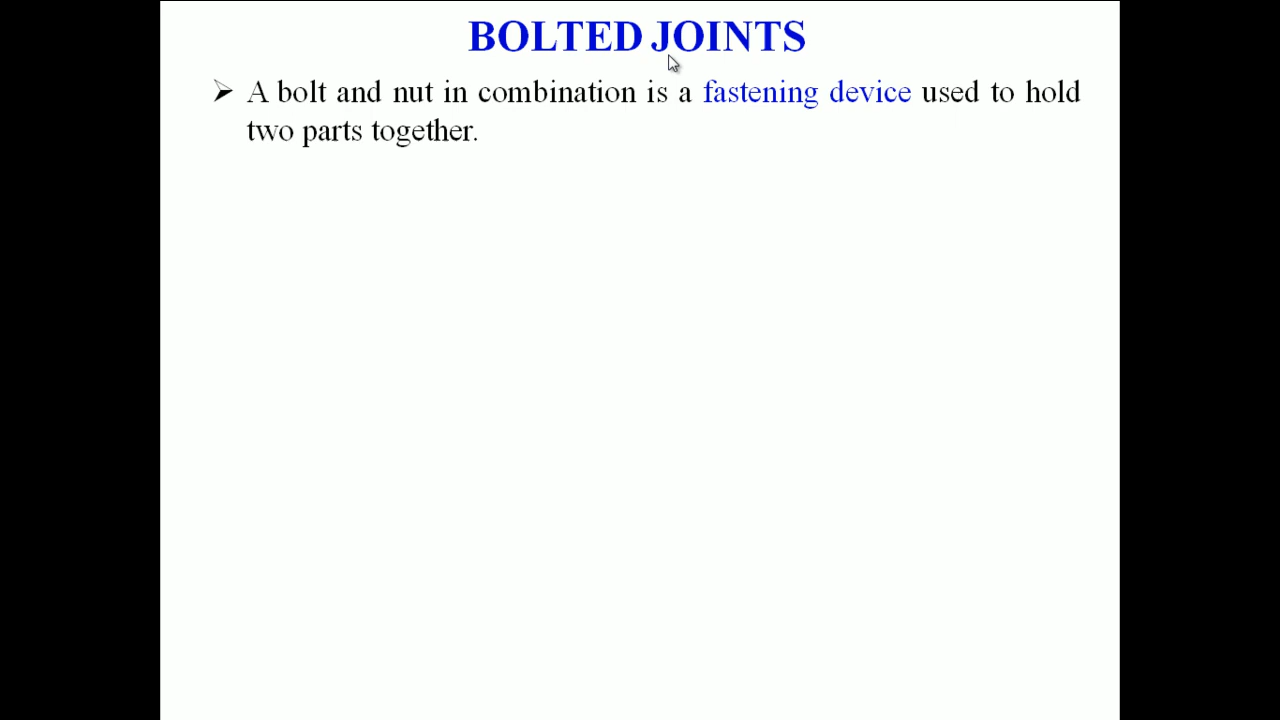 BOLTED JOINTS
➢ A bolt and nut in combination is a fastening device used to hold
two parts together.